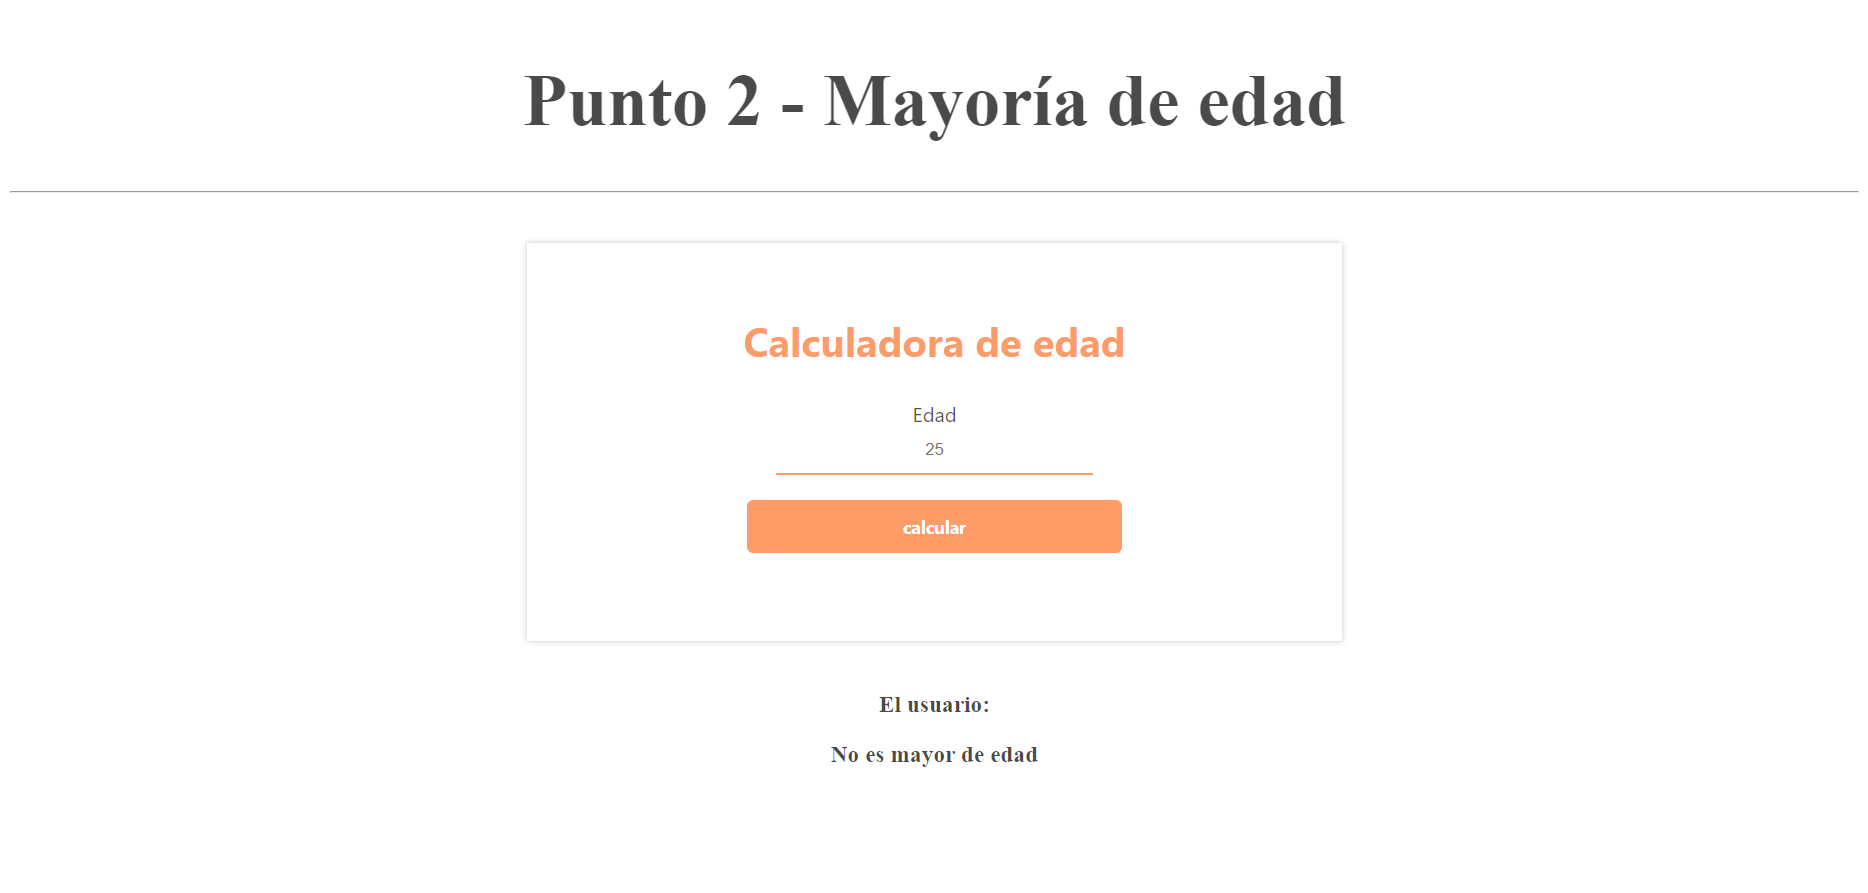 Punto 2 - Mayoría de edad
Calculadora de edad
Edad
25
calcular
El usuario:
No es mayor de edad